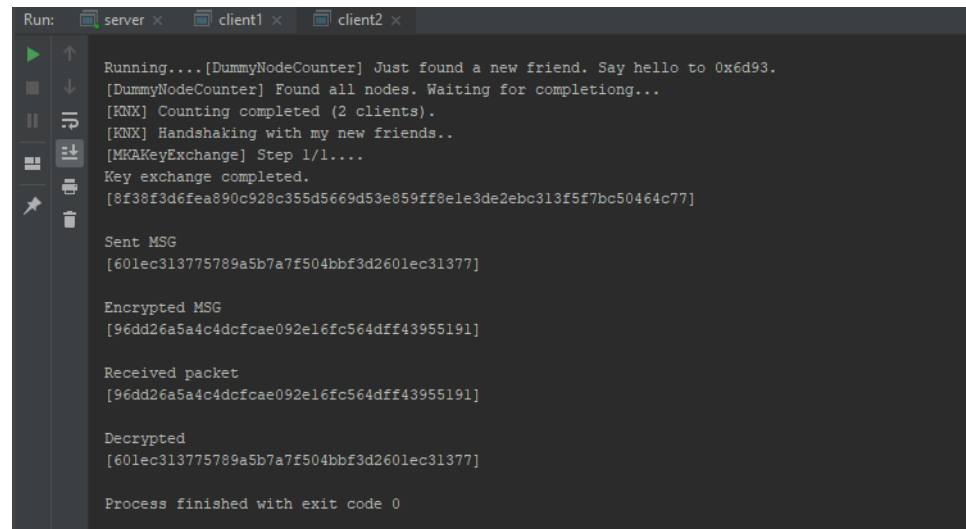 Run: server × client1 × client2 ×
Running....[DummyNodeCounter] Just found a new friend. Say hello to 0x6d93.
[DummyNodeCounter] Found all nodes. Waiting for completiong...
[KNX] Counting completed (2 clients).
[KNX] Handshaking with my new friends..
[MKAKeyExchange] Step 1/1....
Key exchange completed.
[8f38f3d6fea890c928c355d5669d53e859ff8e1e3de2ebc313f5f7bc50464c77]
Sent MSG
[601ec313775789a5b7a7f504bbf3d2601ec31377]
Encrypted MSG
[96dd26a5a4c4dcfcae092e16fc564dff43955191]
Received packet
[96dd26a5a4c4dcfcae092e16fc564dff43955191]
Decrypted
[601ec313775789a5b7a7f504bbf3d2601ec31377]
Process finished with exit code 0